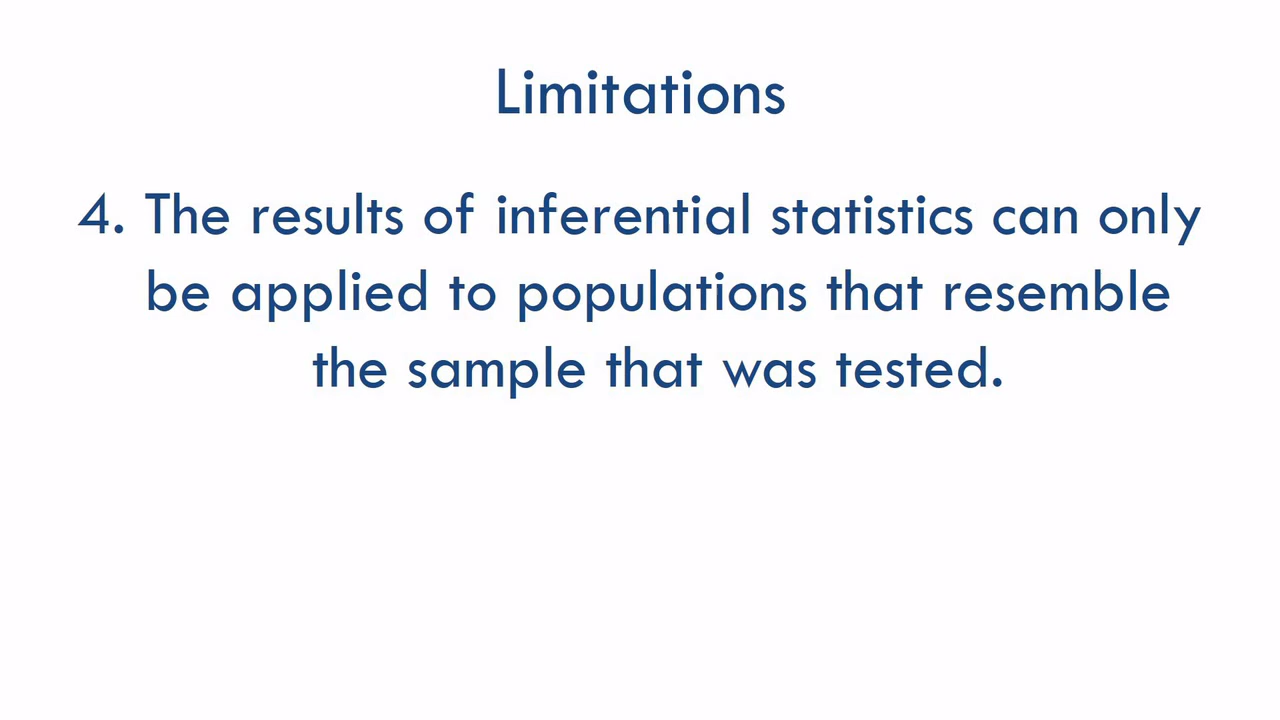 Limitations
4. The results of inferential statistics can only
be applied to populations that resemble
the sample that was tested.